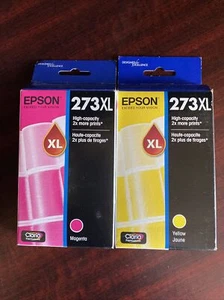 EPSON
273XL
High-capacity
2x more prints*
Haute-capacité
2x plus de tirages*
XL
Claria
Magenta
EPSON
273XL
High-capacity
2x more prints*
Haute-capacité
2x plus de tirages*
XL
Claria
Yellow
Jaune